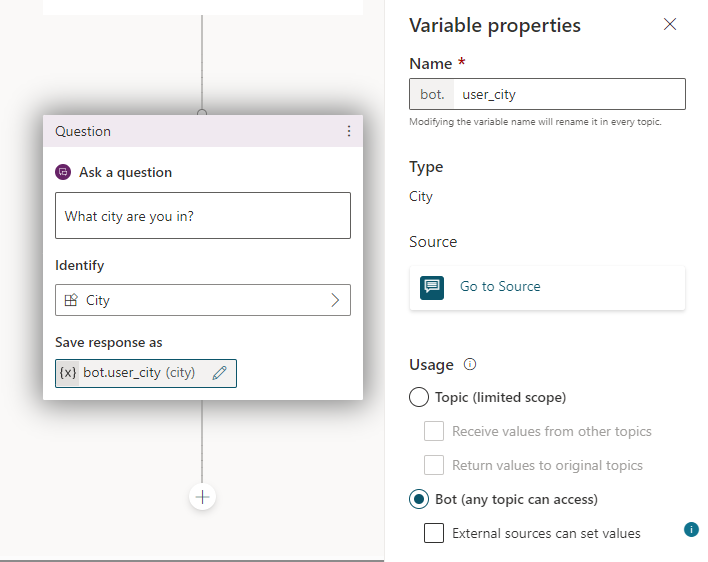 Question
Ask a question
What city are you in?
Identify
City
Save response as
{x} bot.user_city (city)
Variable properties
Name *
bot. user_city
Modifying the variable name will rename it in every topic.
Type
City
Source
Go to Source
Usage
Topic (limited scope)
Receive values from other topics
Return values to original topics
Bot (any topic can access)
External sources can set values